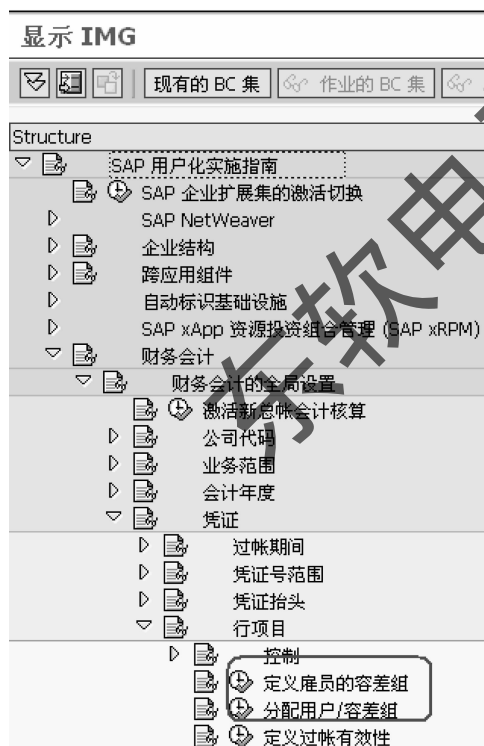 显示 IMG
现有的 BC 集 作业的 BC 集
Structure
SAP 用户化实施指南
SAP 企业扩展集的激活切换
SAP NetWeaver
企业结构
跨应用组件
自动标识基础设施
SAP xApp 资源投资组合管理 (SAP xRPM)
财务会计
财务会计的全局设置
激活新总帐会计核算
公司代码
业务范围
会计年度
凭证
过帐期间
凭证号范围
凭证抬头
行项目
控制
定义雇员的容差组
分配用户/容差组
定义过帐有效性
东软电